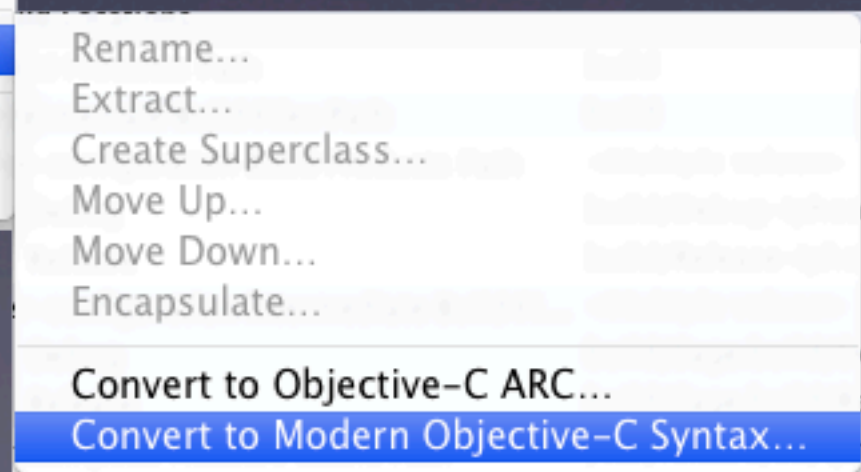 Rename...
Extract...
Create Superclass...
Move Up...
Move Down...
Encapsulate...
Convert to Objective-C ARC...
Convert to Modern Objective-C Syntax...